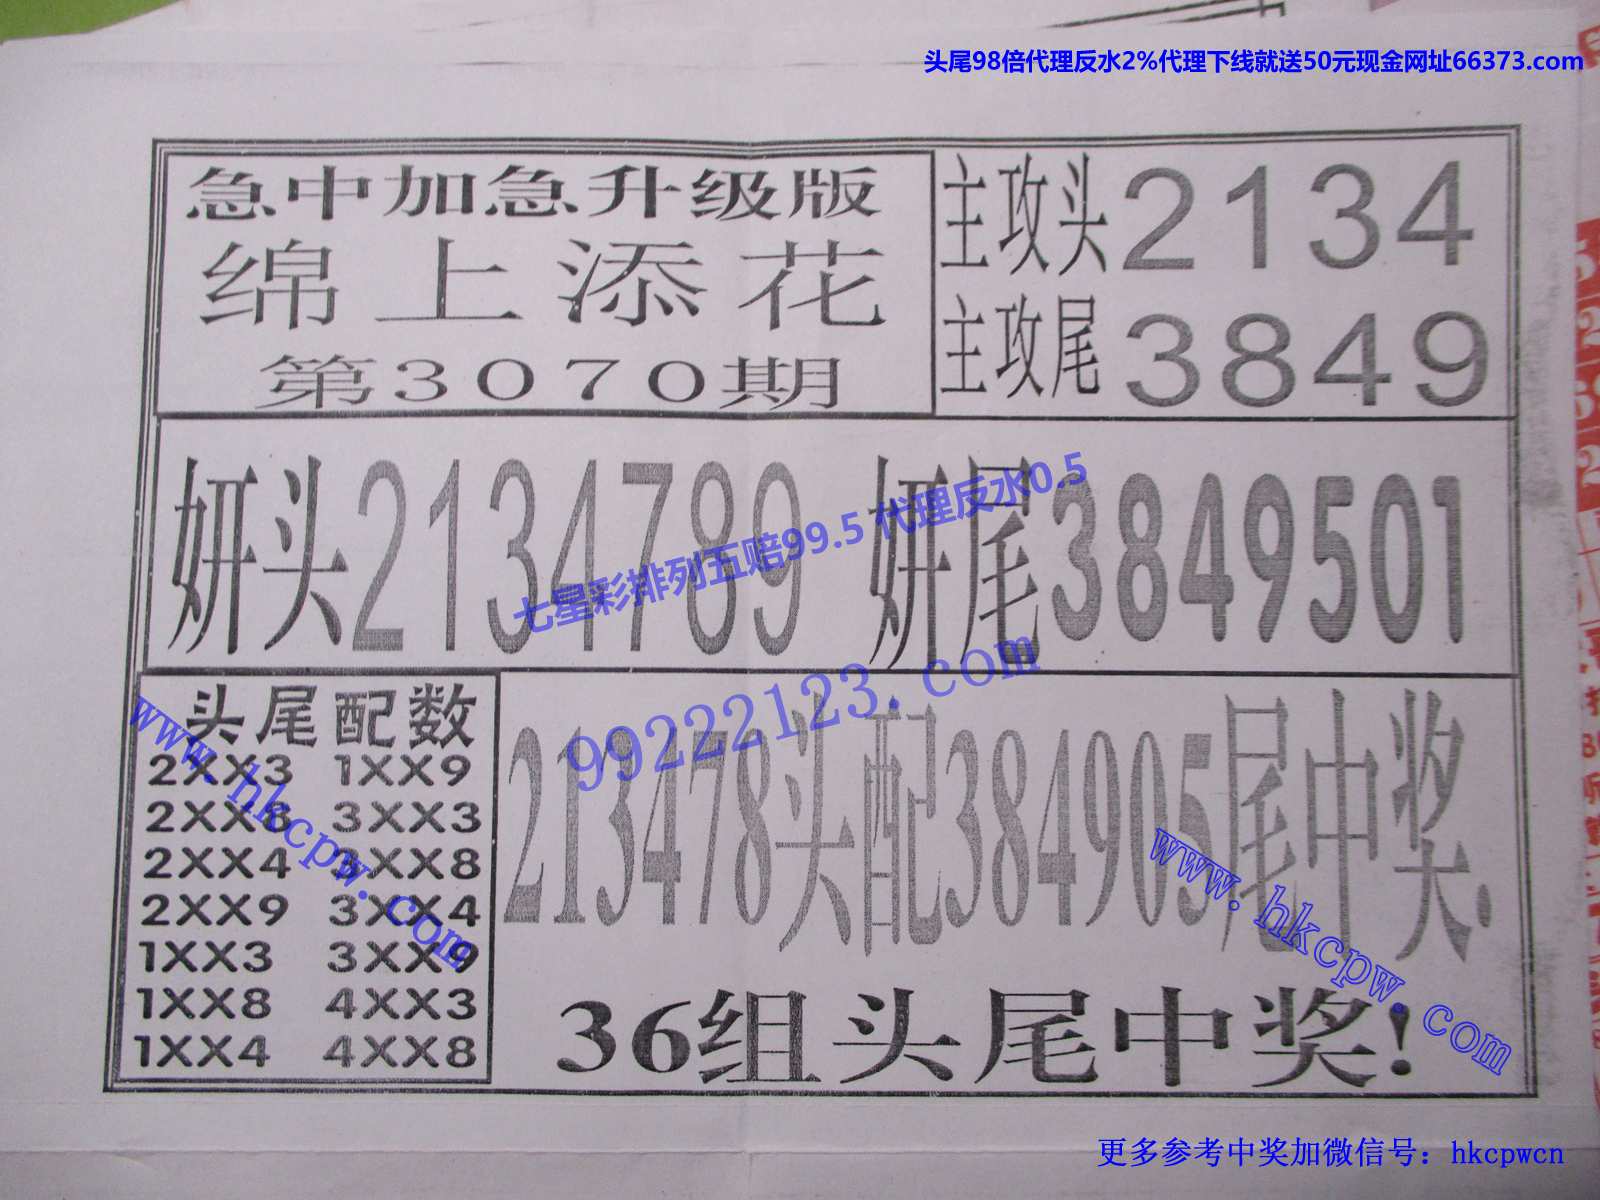 头尾98倍代理反水2%代理下线就送50元现金网址66373.com
急中加急升级版
绵上添花
第3070期
主攻头2134
主攻尾3849
妍头2134789 妍尾3849501
七星彩排列五赔99.5 代理反水0.5
99222123.com
头尾配数
2XX3 1XX9
2XX8 3XX3
2XX4 3XX8
2XX9 3XX4
1XX3 3XX9
1XX8 4XX3
1XX4 4XX8
www.hkcpw.com
213478头配384905尾中奖.
36组头尾中奖!
www.hkcpw.com
更多参考中奖加微信号：hkcpwcn